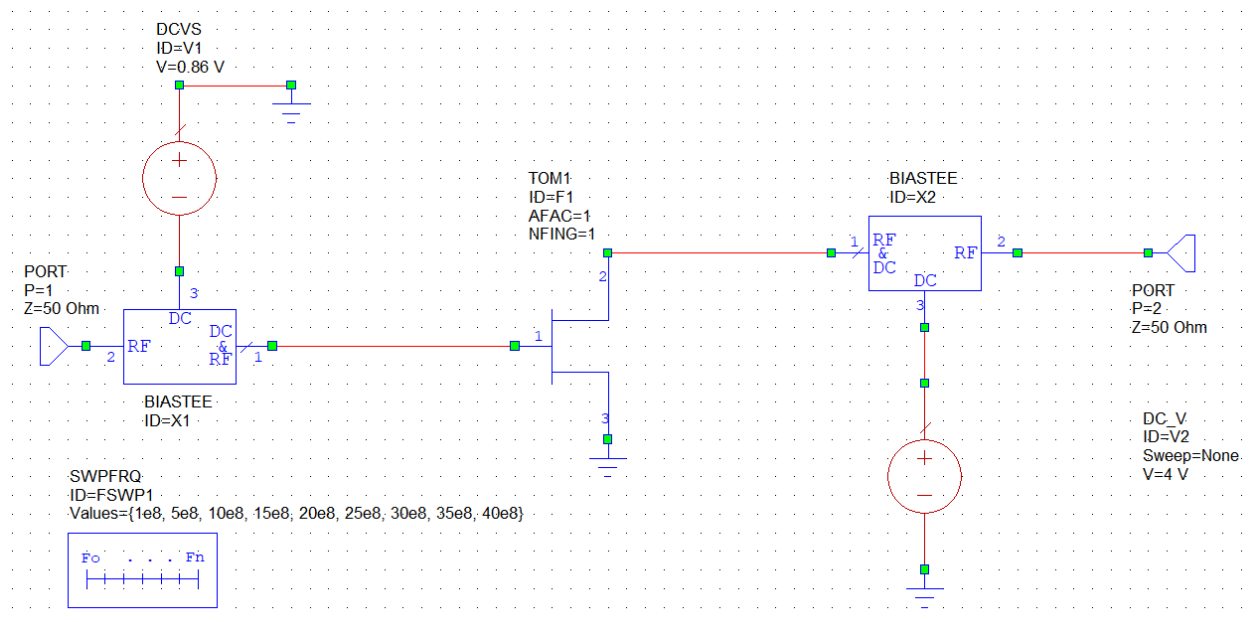 DCVS
ID=V1
V=0.86 V
PORT
P=1
Z=50 Ohm
3
DC
RF
DC
&
RF
2
1
BIASTEE
ID=X1
TOM1
ID=F1
AFAC=1
NFING=1
1
2
3
BIASTEE
ID=X2
1
RF
&
DC
RF
2
DC
3
PORT
P=2
Z=50 Ohm
DC_V
ID=V2
Sweep=None
V=4 V
SWPFRQ
ID=FSWP1
Values={1e8, 5e8, 10e8, 15e8, 20e8, 25e8, 30e8, 35e8, 40e8}
Fo . . . Fn